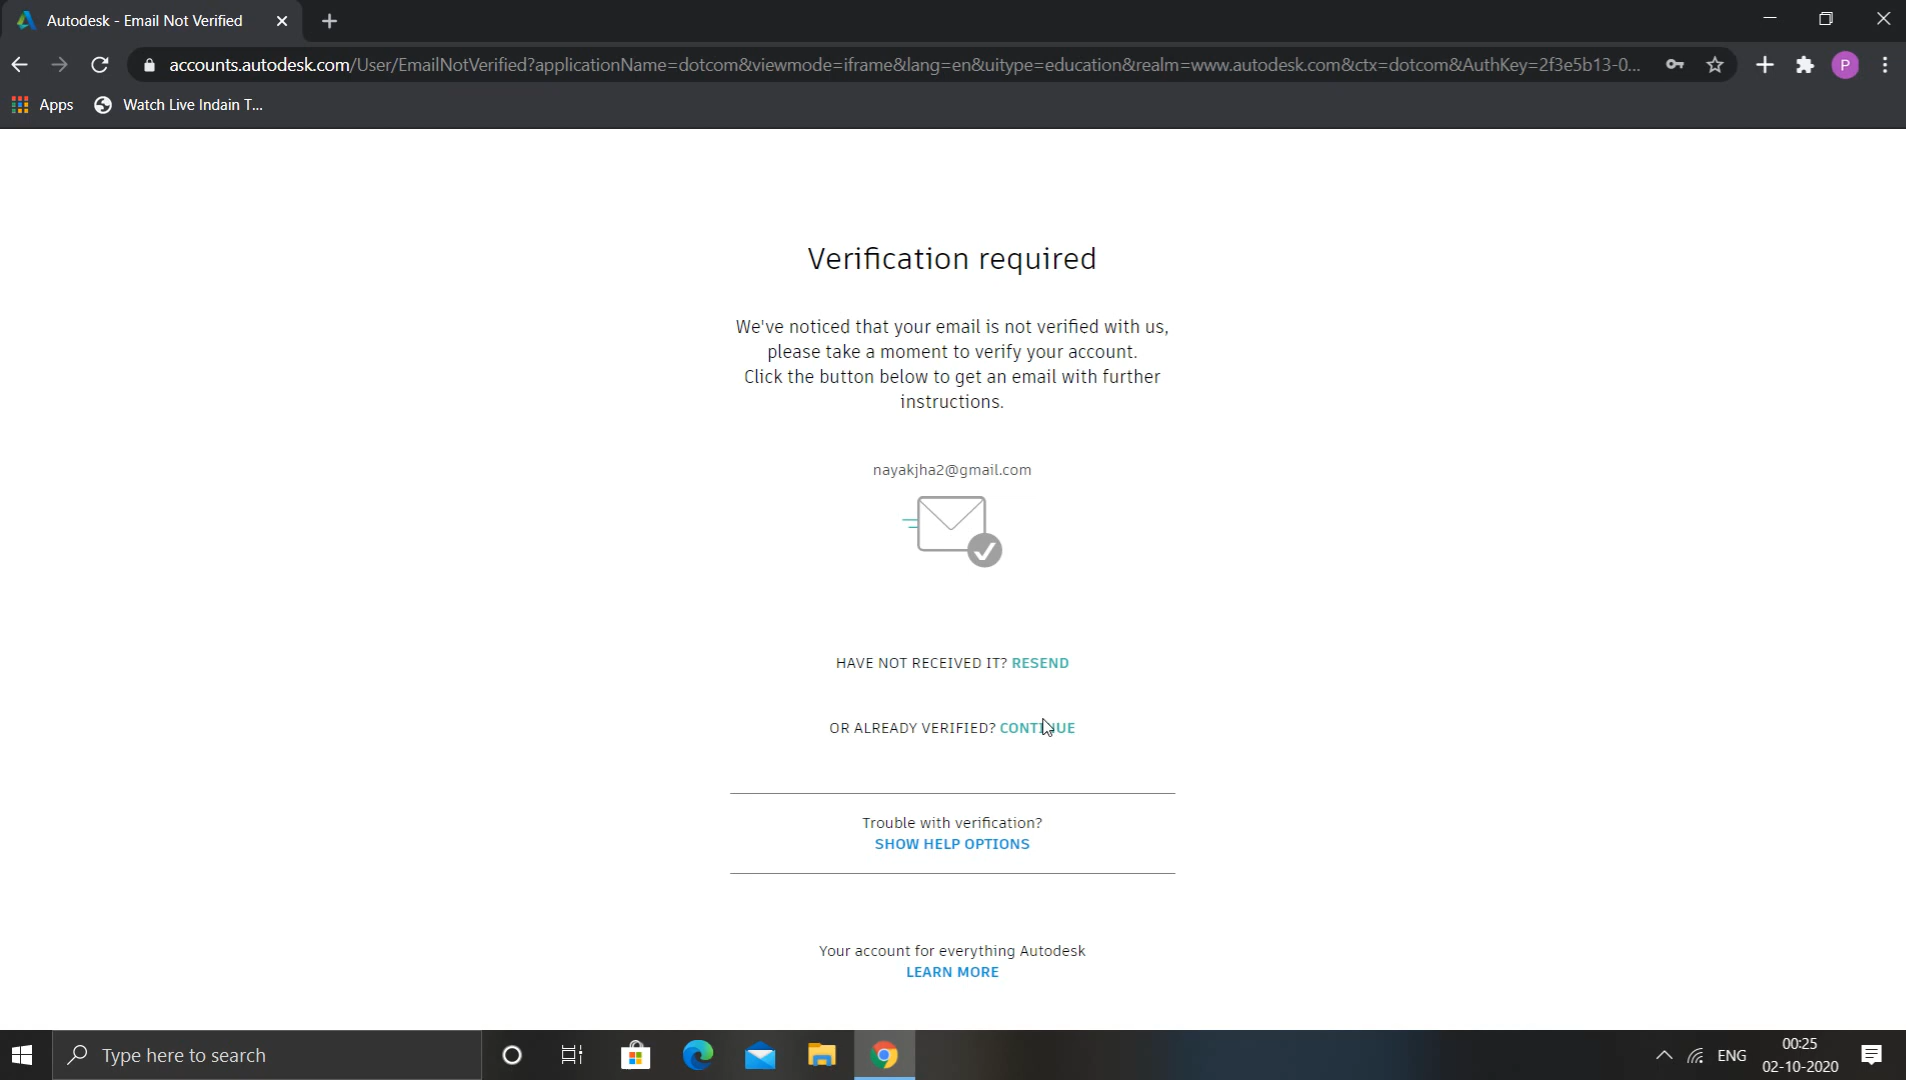 Autodesk - Email Not Verified
accounts.autodesk.com/User/EmailNotVerified?applicationName=dotcom&viewmode=iframe&lang=en&uitype=education&realm=www.autodesk.com&ctx=dotcom&AuthKey=2f3e5b13-0...
P
Apps
Watch Live Indain T...
Verification required
We've noticed that your email is not verified with us,
please take a moment to verify your account.
Click the button below to get an email with further
instructions.
nayakjha2@gmail.com
HAVE NOT RECEIVED IT? RESEND
OR ALREADY VERIFIED? CONTINUE
Trouble with verification?
SHOW HELP OPTIONS
Your account for everything Autodesk
LEARN MORE
Type here to search
ENG
00:25
02-10-2020